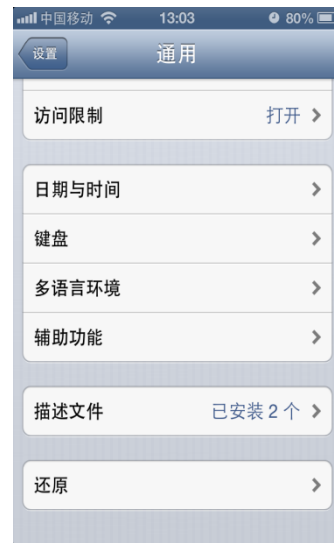 中国移动 13:03 80%
设置 通用
访问限制 打开
日期与时间
键盘
多语言环境
辅助功能
描述文件 已安装 2 个
还原